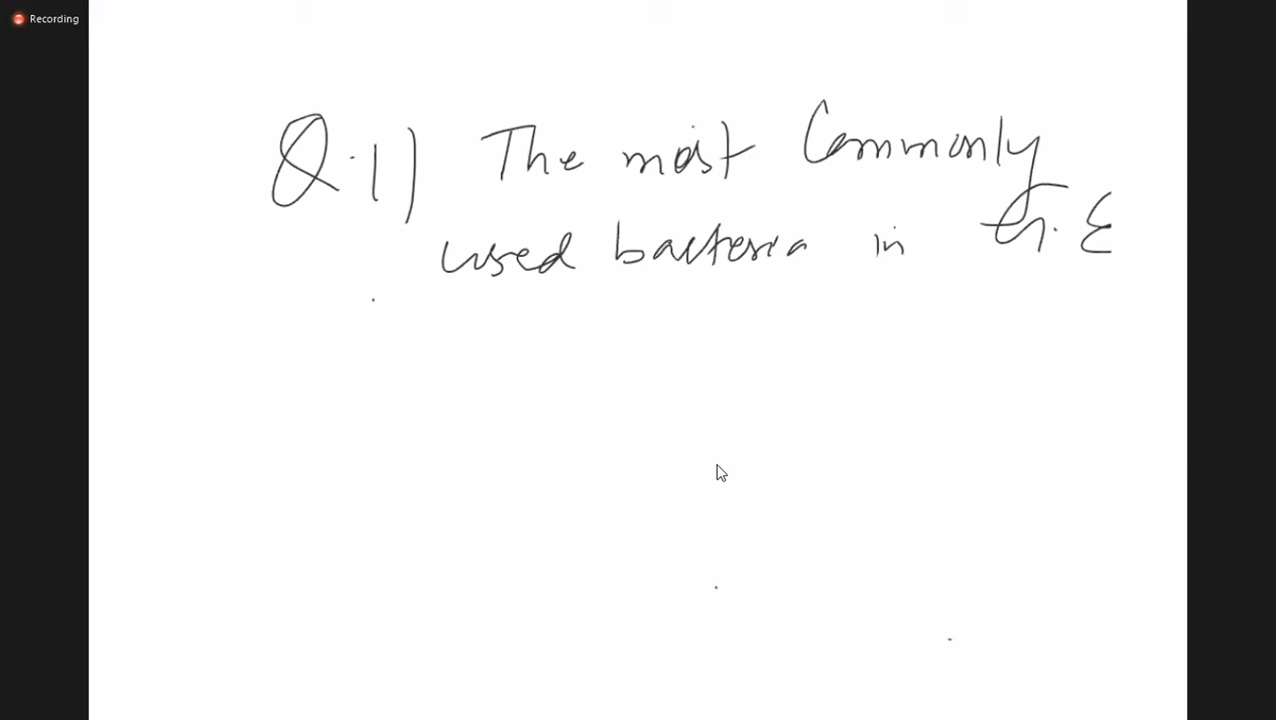 Recording
Q.1) The most Commonly
used bacteria in G.E